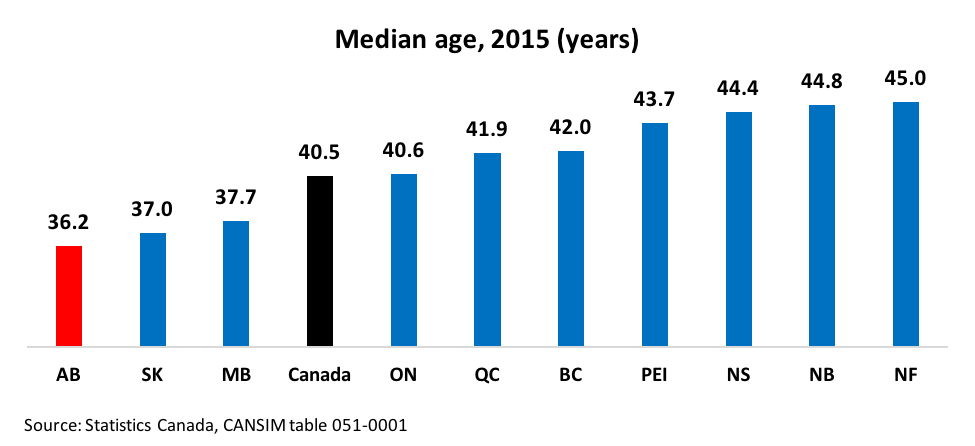 Median age, 2015 (years)
36.2 37.0 37.7 40.5 40.6 41.9 42.0 43.7 44.4 44.8 45.0
AB SK MB Canada ON QC BC PEI NS NB NF
Source: Statistics Canada, CANSIM table 051-0001